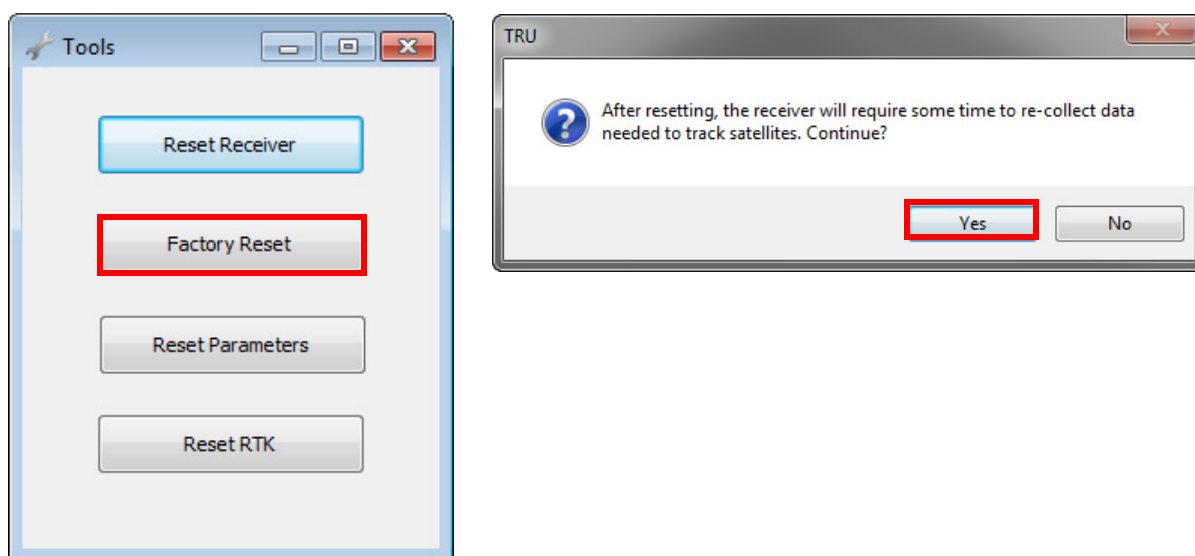 Tools
Reset Receiver
Factory Reset
Reset Parameters
Reset RTK
TRU
After resetting, the receiver will require some time to re-collect data
needed to track satellites. Continue?
Yes
No